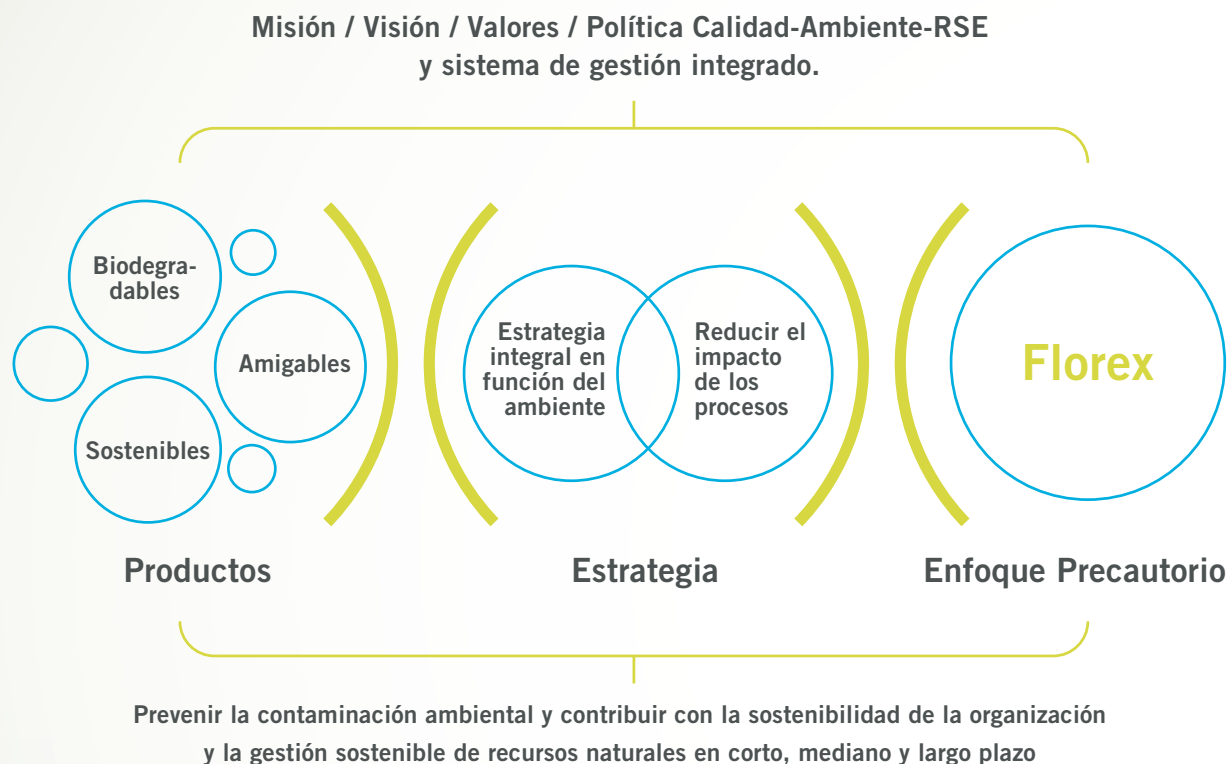 Misión / Visión / Valores / Política Calidad-Ambiente-RSE
y sistema de gestión integrado.
Biodegra-
dables
Amigables
Sostenibles
Estrategia
integral en
función del
ambiente
Reducir el
impacto
de los
procesos
Florex
Productos
Estrategia
Enfoque Precautorio
Prevenir la contaminación ambiental y contribuir con la sostenibilidad de la organización
y la gestión sostenible de recursos naturales en corto, mediano y largo plazo